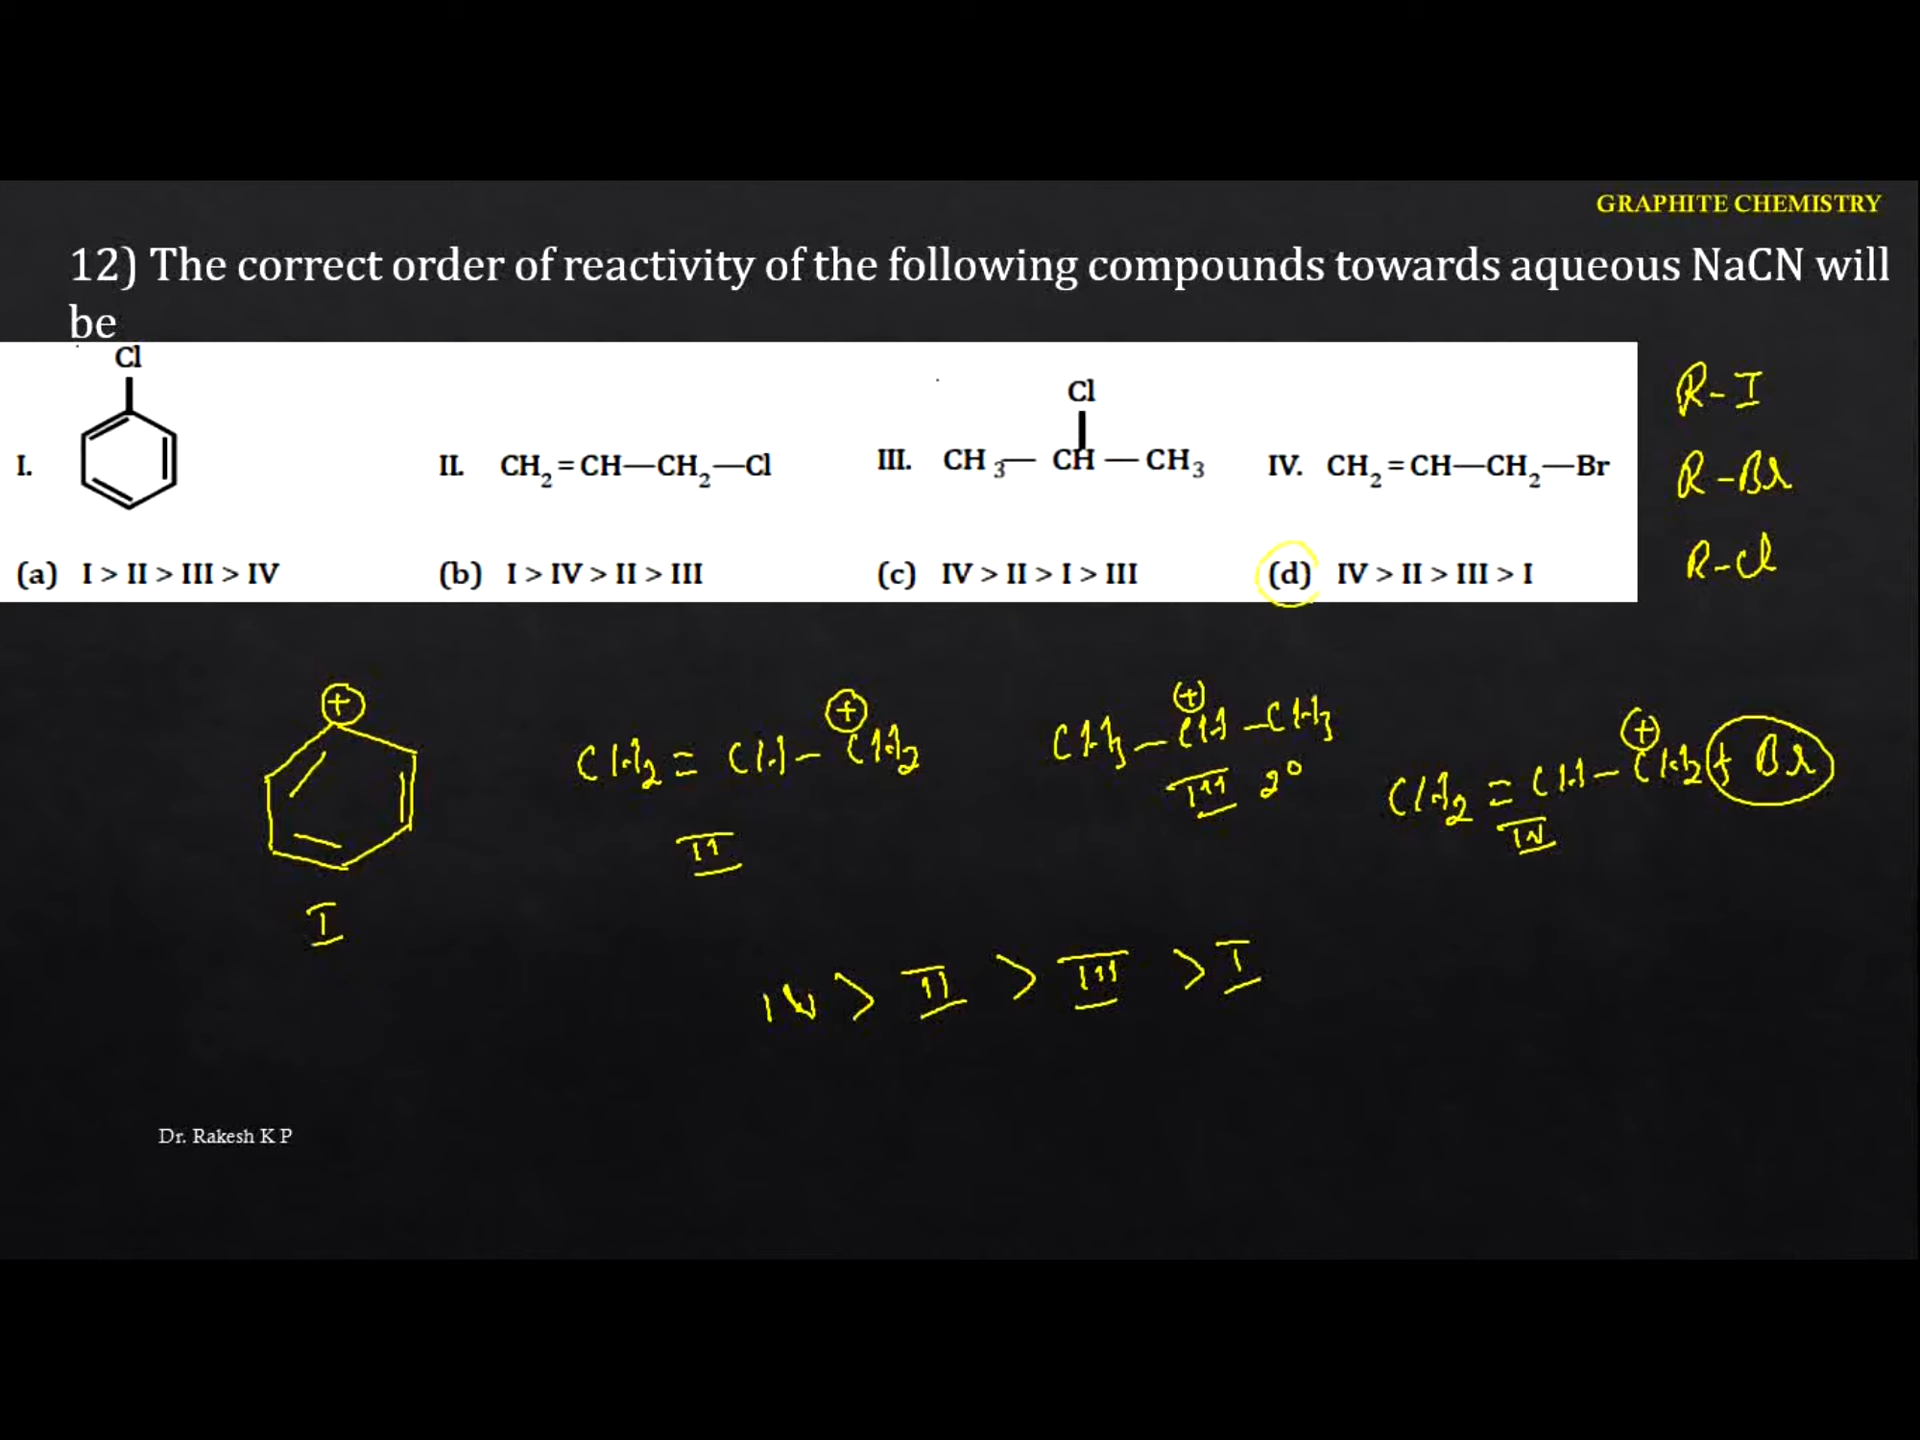 GRAPHITE CHEMISTRY
12) The correct order of reactivity of the following compounds towards aqueous NaCN will
be
Cl
I.
II. CH₂=CH—CH₂—Cl
Cl
III. CH₃— CH — CH₃
IV. CH₂=CH—CH₂—Br
(a) I > II > III > IV
(b) I > IV > II > III
(c) IV > II > I > III
(d) IV > II > III > I
R-I
R-Br
R-Cl
+
I
CH₂ = CH - CH₂
+
II
CH₃ - CH - CH₃
+
III 2°
CH₂ = CH - CH₂ + Br
+
IV
IV > II > III > I
Dr. Rakesh K P